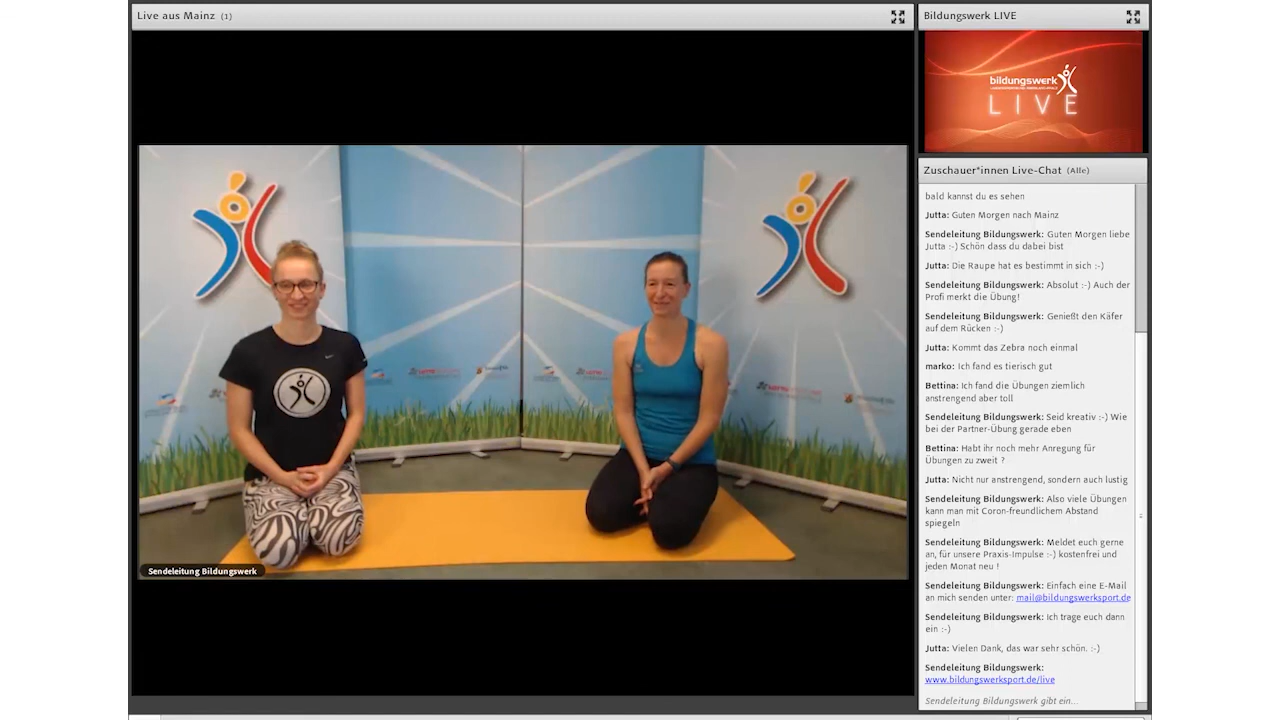 Live aus Mainz (1)
Bildungswerk LIVE
bildungswerk
LIVE
Zuschauer*innen Live-Chat (Alle)
bald kannst du es sehen
Jutta: Guten Morgen nach Mainz
Sendeleitung Bildungswerk: Guten Morgen liebe
Jutta :-) Schön dass du dabei bist
Jutta: Die Raupe hat es bestimmt in sich :-)
Sendeleitung Bildungswerk: Absolut :-) Auch der
Profi merkt die Übung!
Sendeleitung Bildungswerk: Genießt den Käfer
auf dem Rücken :-)
Jutta: Kommt das Zebra noch einmal
marko: Ich fand es tierisch gut
Bettina: Ich fand die Übungen ziemlich
anstrengend aber toll
Sendeleitung Bildungswerk: Seid kreativ :-) Wie
bei der Partner-Übung gerade eben
Bettina: Habt ihr noch mehr Anregung für
Übungen zu zweit ?
Jutta: Nicht nur anstrengend, sondern auch lustig
Sendeleitung Bildungswerk: Also viele Übungen
kann man mit Coron-freundlichem Abstand
spiegeln
Sendeleitung Bildungswerk: Meldet euch gerne
an, für unsere Praxis-Impulse :-) kostenfrei und
jeden Monat neu !
Sendeleitung Bildungswerk: Einfach eine E-Mail
an mich senden unter: mail@bildungswerksport.de
Sendeleitung Bildungswerk: Ich trage euch dann
ein :-)
Jutta: Vielen Dank, das war sehr schön. :-)
Sendeleitung Bildungswerk:
www.bildungswerksport.de/live
Sendeleitung Bildungswerk gibt ein...
Sendeleitung Bildungswerk